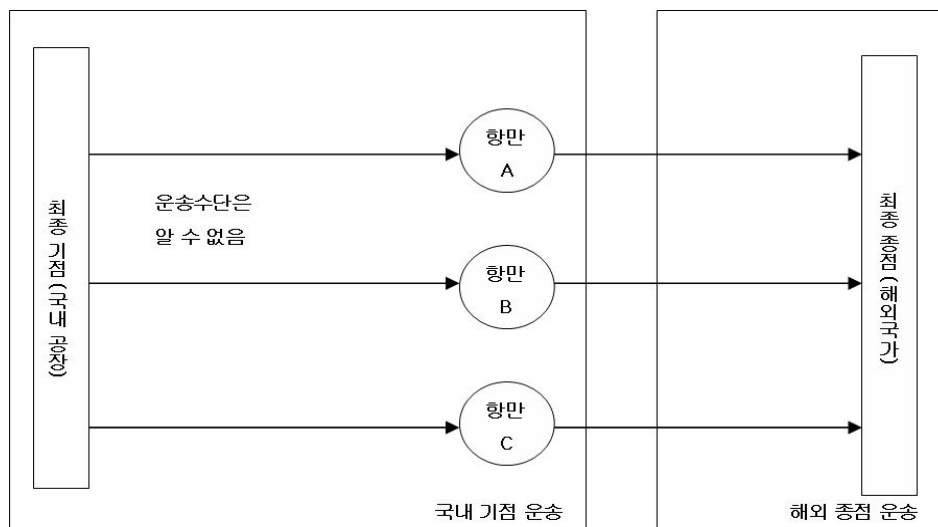 최종 기점(국내 공장)
운송수단은
알 수 없음
항만
A
항만
B
항만
C
국내 기점 운송
최종 종점(해외국가)
해외 종점 운송